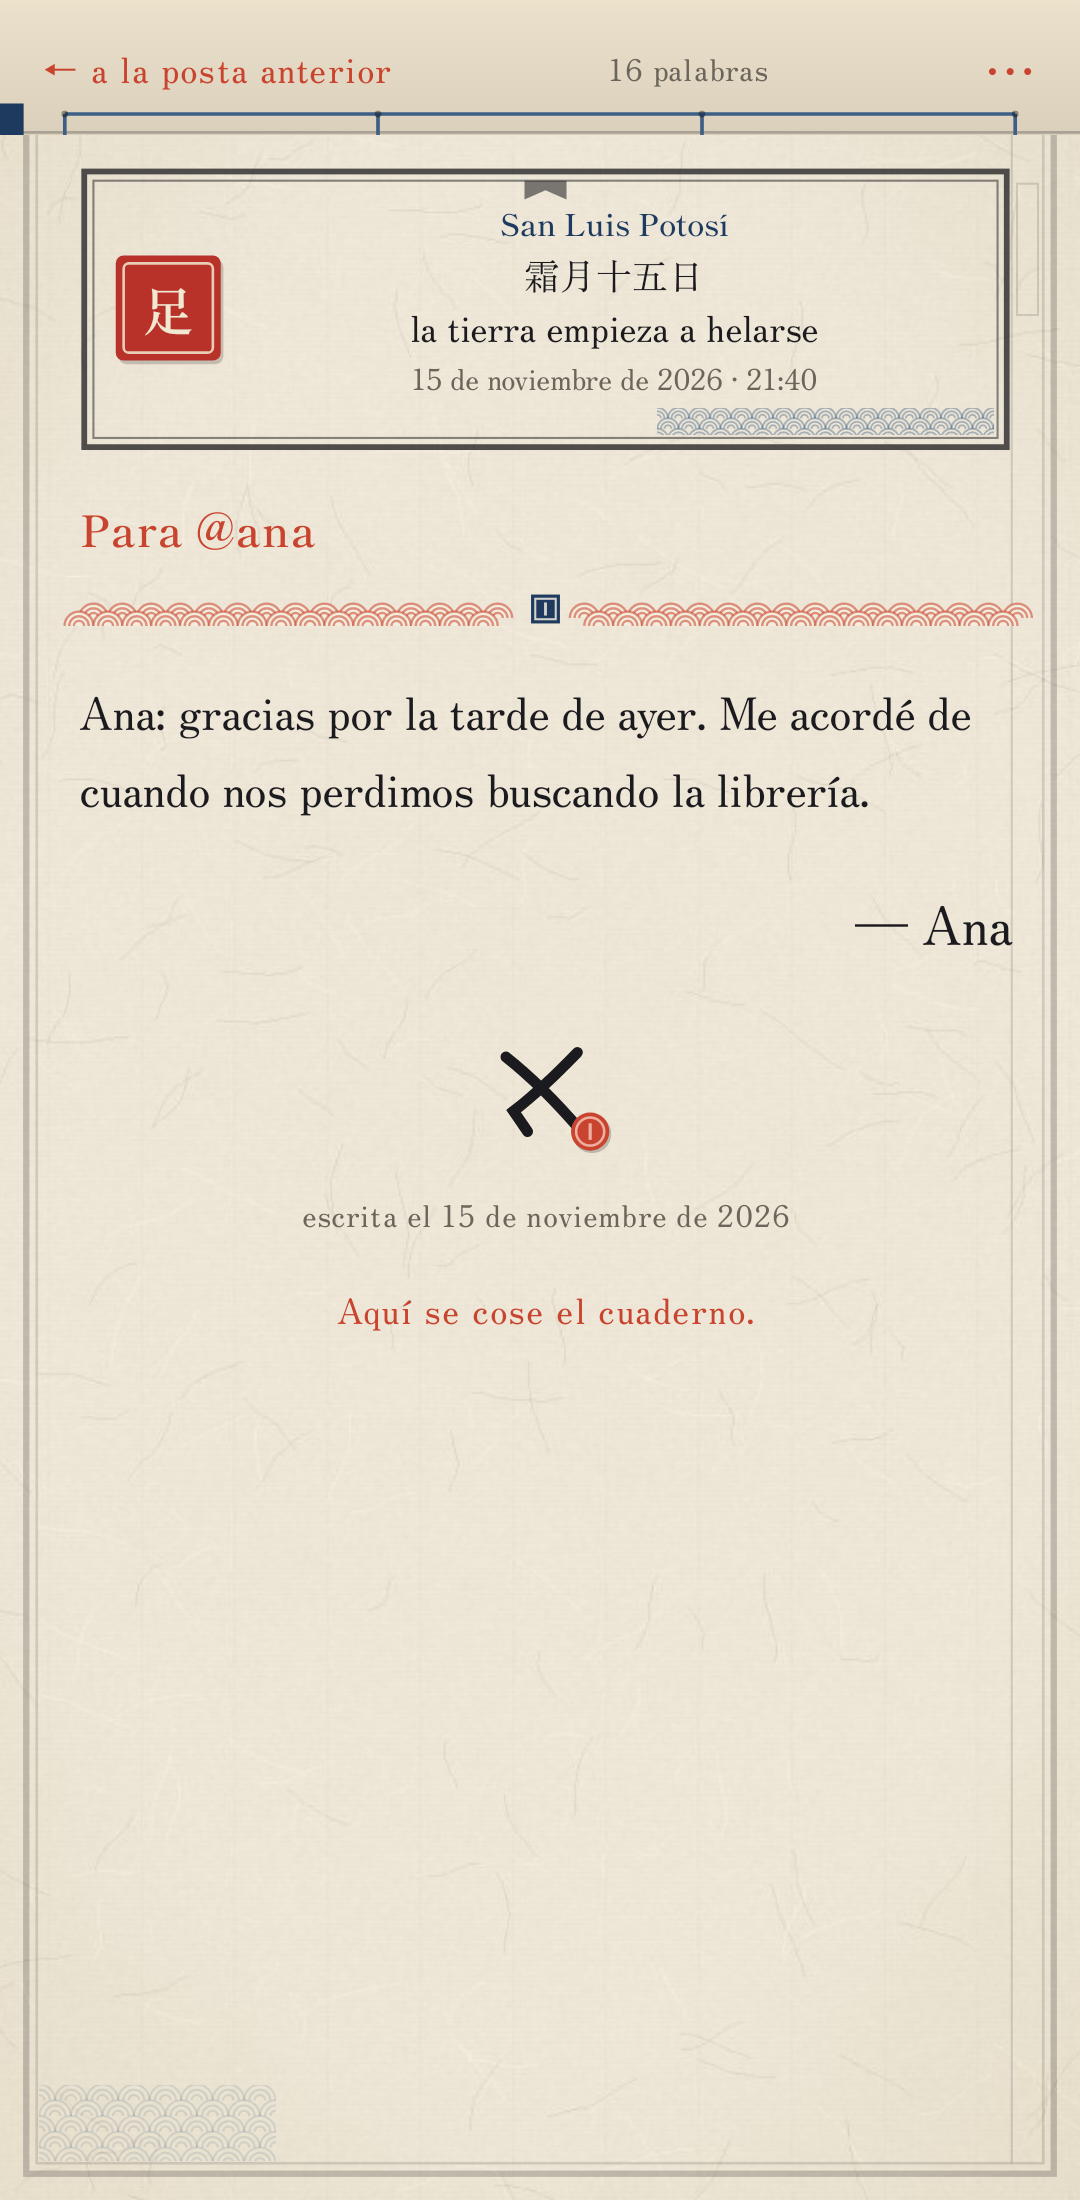 ← a la posta anterior
16 palabras
...
San Luis Potosí
霜月十五日
足
la tierra empieza a helarse
15 de noviembre de 2026 · 21:40
Para @ana
Ana: gracias por la tarde de ayer. Me acordé de
cuando nos perdimos buscando la librería.
— Ana
escrita el 15 de noviembre de 2026
Aquí se cose el cuaderno.